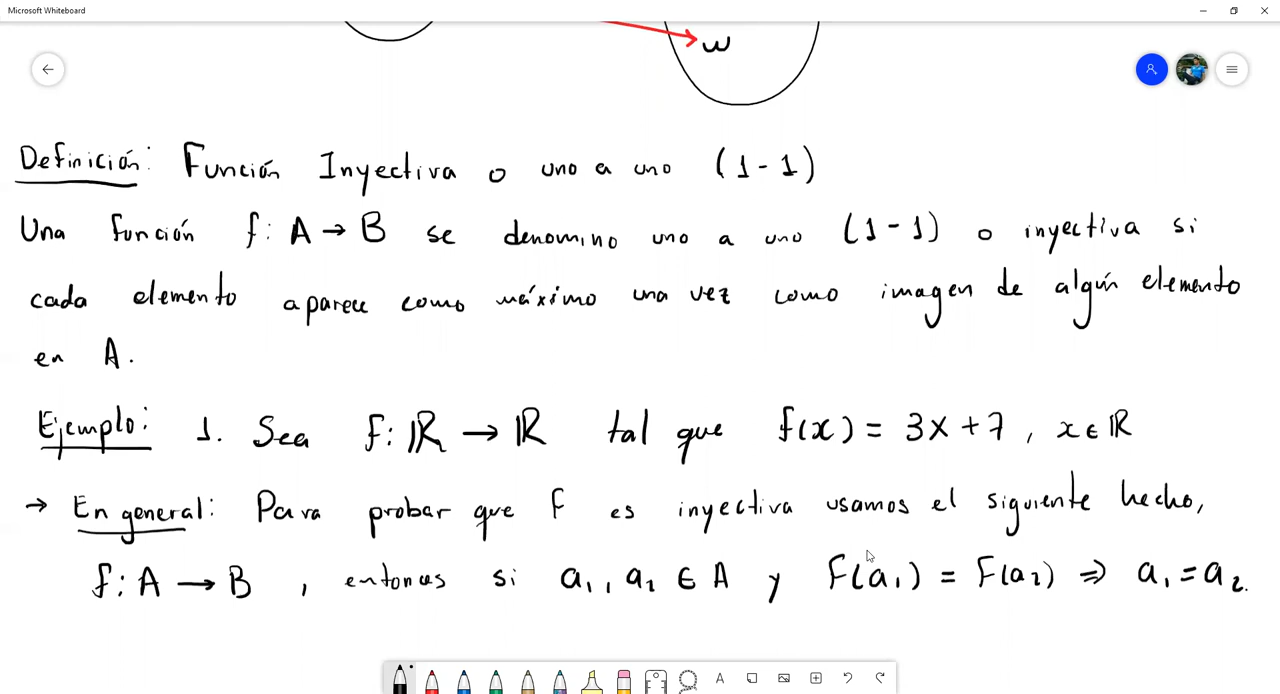 Microsoft Whiteboard
w
Definición: Función Inyectiva o uno a uno (1-1)
Una función f: A → B se denomino uno a uno (1-1) o inyectiva si
cada elemento aparece como máximo una vez como imagen de algún elemento
en A.
Ejemplo: 1. Sea f: ℝ → ℝ tal que f(x) = 3x + 7, x ∈ ℝ
→ En general: Para probar que f es inyectiva usamos el siguiente hecho,
f: A → B, entonces si a₁, a₂ ∈ A y F(a₁) = F(a₂) ⇒ a₁ = a₂.